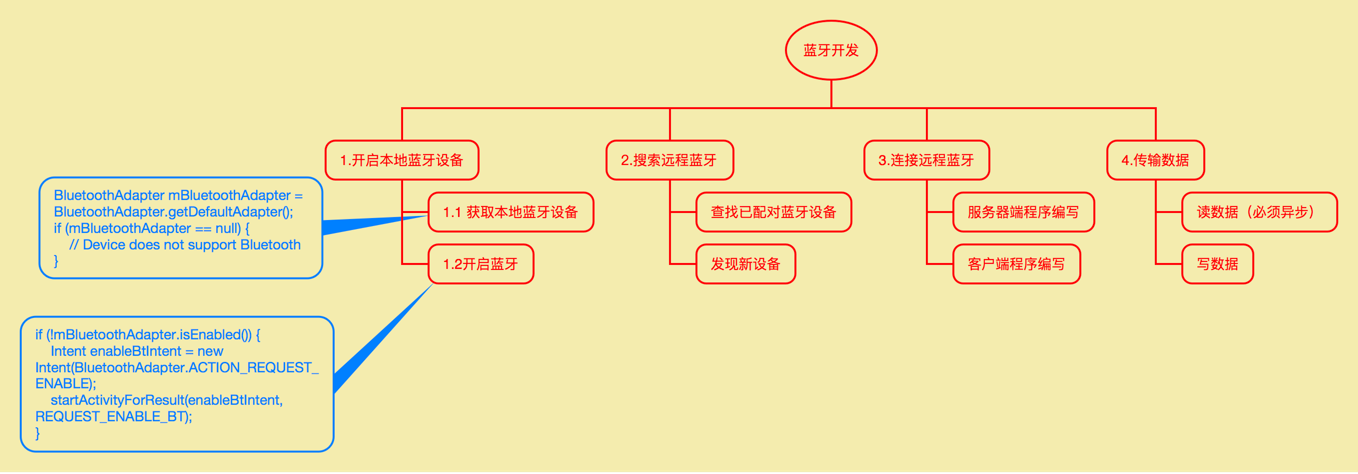 蓝牙开发
1.开启本地蓝牙设备
2.搜索远程蓝牙
3.连接远程蓝牙
4.传输数据
BluetoothAdapter mBluetoothAdapter =
BluetoothAdapter.getDefaultAdapter();
if (mBluetoothAdapter == null) {
    // Device does not support Bluetooth
}
1.1 获取本地蓝牙设备
查找已配对蓝牙设备
服务器端程序编写
读数据（必须异步）
1.2开启蓝牙
发现新设备
客户端程序编写
写数据
if (!mBluetoothAdapter.isEnabled()) {
    Intent enableBtIntent = new
Intent(BluetoothAdapter.ACTION_REQUEST_
ENABLE);
    startActivityForResult(enableBtIntent,
REQUEST_ENABLE_BT);
}